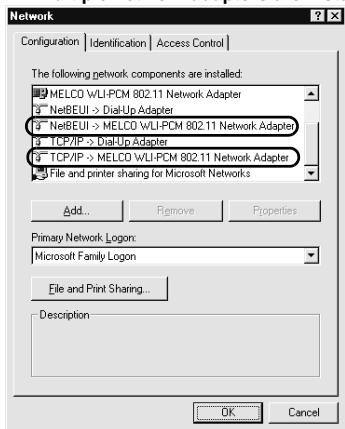 Network
Configuration Identification Access Control
The following network components are installed:
MELCO WLI-PCM 802.11 Network Adapter
NetBEUI -> Dial-Up Adapter
NetBEUI -> MELCO WLI-PCM 802.11 Network Adapter
TCP/IP -> Dial-Up Adapter
TCP/IP -> MELCO WLI-PCM 802.11 Network Adapter
File and printer sharing for Microsoft Networks
Add... Remove Properties
Primary Network Logon:
Microsoft Family Logon
File and Print Sharing...
Description
OK Cancel